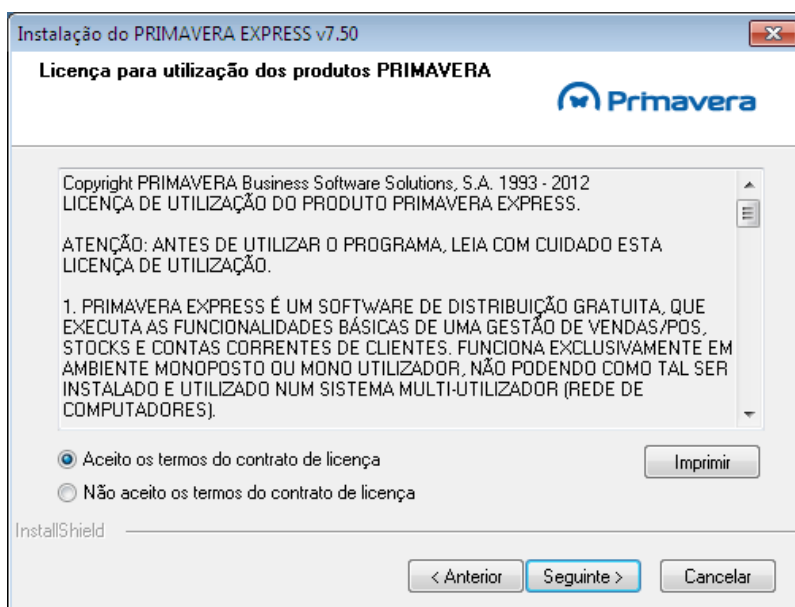 Instalação do PRIMAVERA EXPRESS v7.50
Licença para utilização dos produtos PRIMAVERA
Primavera
Copyright PRIMAVERA Business Software Solutions, S.A. 1993 - 2012
LICENÇA DE UTILIZAÇÃO DO PRODUTO PRIMAVERA EXPRESS.
ATENÇÃO: ANTES DE UTILIZAR O PROGRAMA, LEIA COM CUIDADO ESTA
LICENÇA DE UTILIZAÇÃO.
1. PRIMAVERA EXPRESS É UM SOFTWARE DE DISTRIBUIÇÃO GRATUITA, QUE
EXECUTA AS FUNCIONALIDADES BÁSICAS DE UMA GESTÃO DE VENDAS/POS,
STOCKS E CONTAS CORRENTES DE CLIENTES. FUNCIONA EXCLUSIVAMENTE EM
AMBIENTE MONOPOSTO OU MONO UTILIZADOR, NÃO PODENDO COMO TAL SER
INSTALADO E UTILIZADO NUM SISTEMA MULTI-UTILIZADOR (REDE DE
COMPUTADORES).
Aceito os termos do contrato de licença
Imprimir
Não aceito os termos do contrato de licença
InstallShield
< Anterior
Seguinte >
Cancelar